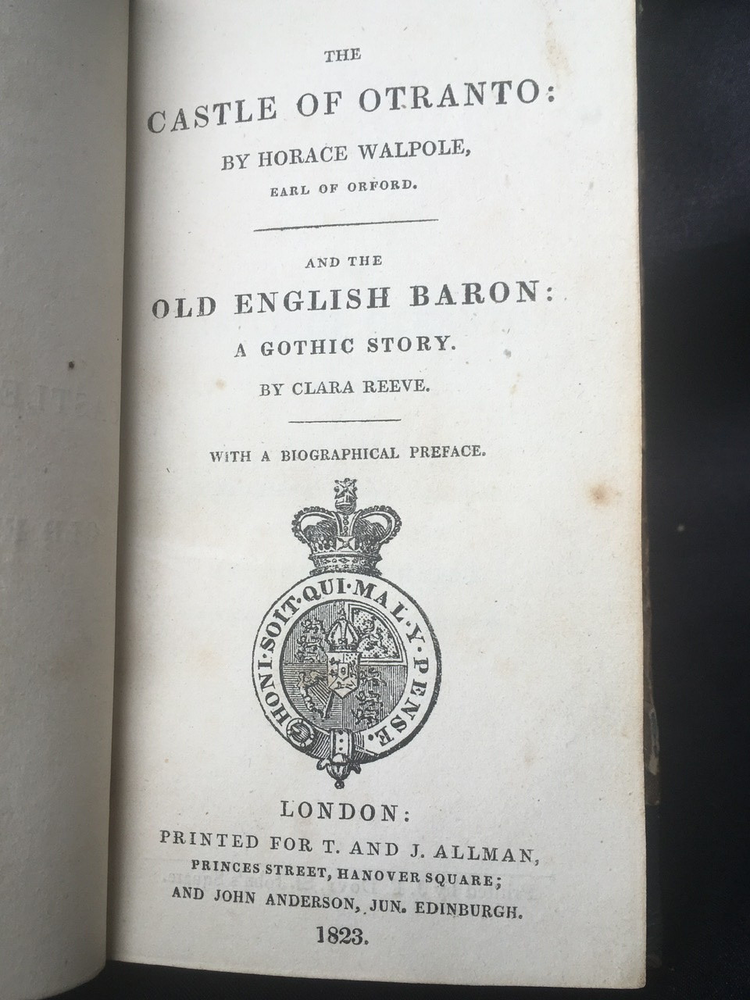 THE
CASTLE OF OTRANTO:
BY HORACE WALPOLE,
EARL OF ORFORD.
AND THE
OLD ENGLISH BARON:
A GOTHIC STORY.
BY CLARA REEVE.
WITH A BIOGRAPHICAL PREFACE.
HONI·SOIT·QUI·MAL·Y·PENSE.
LONDON:
PRINTED FOR T. AND J. ALLMAN,
PRINCES STREET, HANOVER SQUARE;
AND JOHN ANDERSON, JUN. EDINBURGH.
1823.